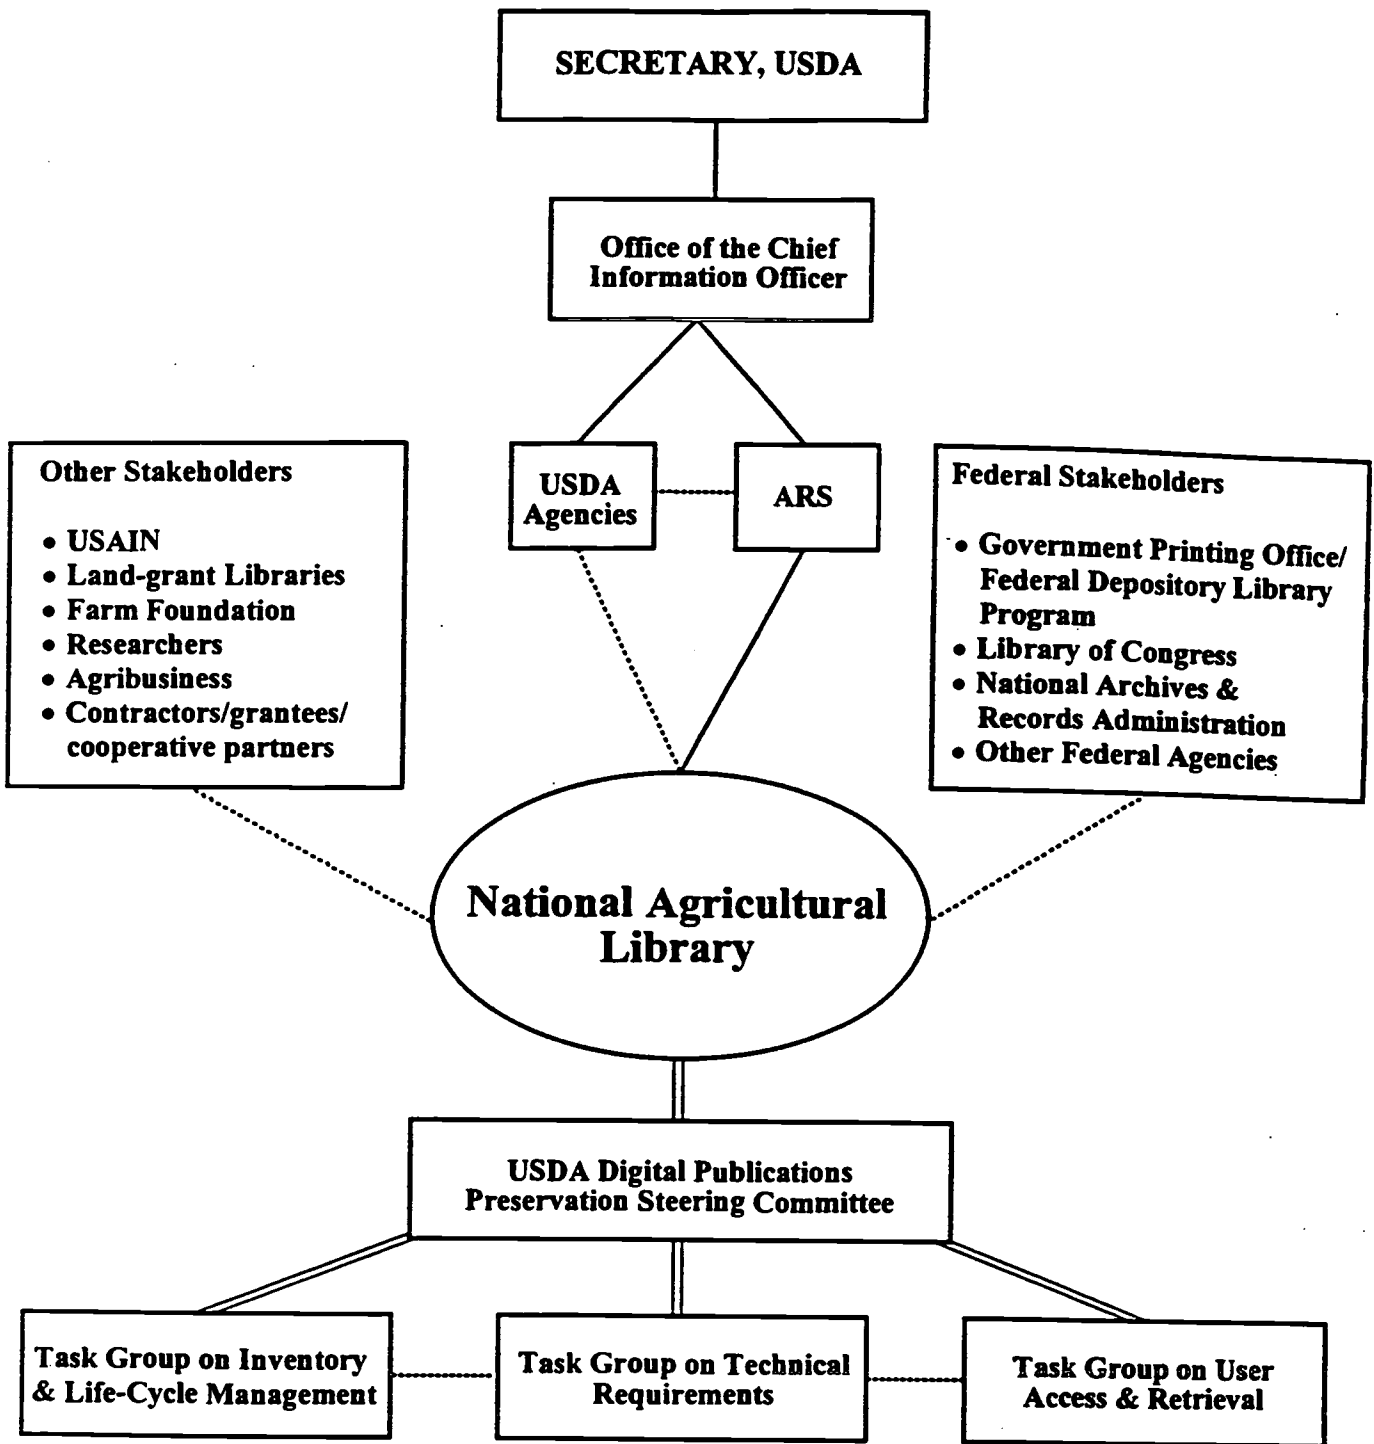 SECRETARY, USDA
Office of the Chief
Information Officer
USDA
Agencies
ARS
Other Stakeholders
• USAIN
• Land-grant Libraries
• Farm Foundation
• Researchers
• Agribusiness
• Contractors/grantees/
cooperative partners
Federal Stakeholders
• Government Printing Office/
Federal Depository Library
Program
• Library of Congress
• National Archives &
Records Administration
• Other Federal Agencies
National Agricultural
Library
USDA Digital Publications
Preservation Steering Committee
Task Group on Inventory
& Life-Cycle Management
Task Group on Technical
Requirements
Task Group on User
Access & Retrieval